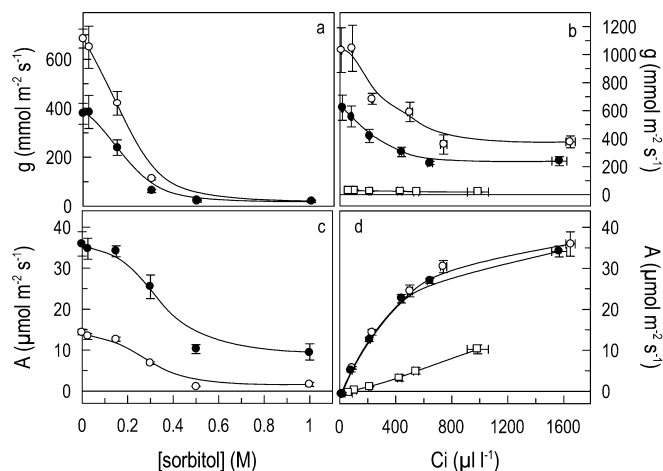 a
b
c
d
g (mmol m-2 s-1)
600
400
200
0
g (mmol m-2 s-1)
1200
1000
800
600
400
200
0
A (µmol m-2 s-1)
40
30
20
10
0
A (µmol m-2 s-1)
40
30
20
10
0
0.0 0.2 0.4 0.6 0.8 1.0
[sorbitol] (M)
0 400 800 1200 1600
Ci (µl l-1)